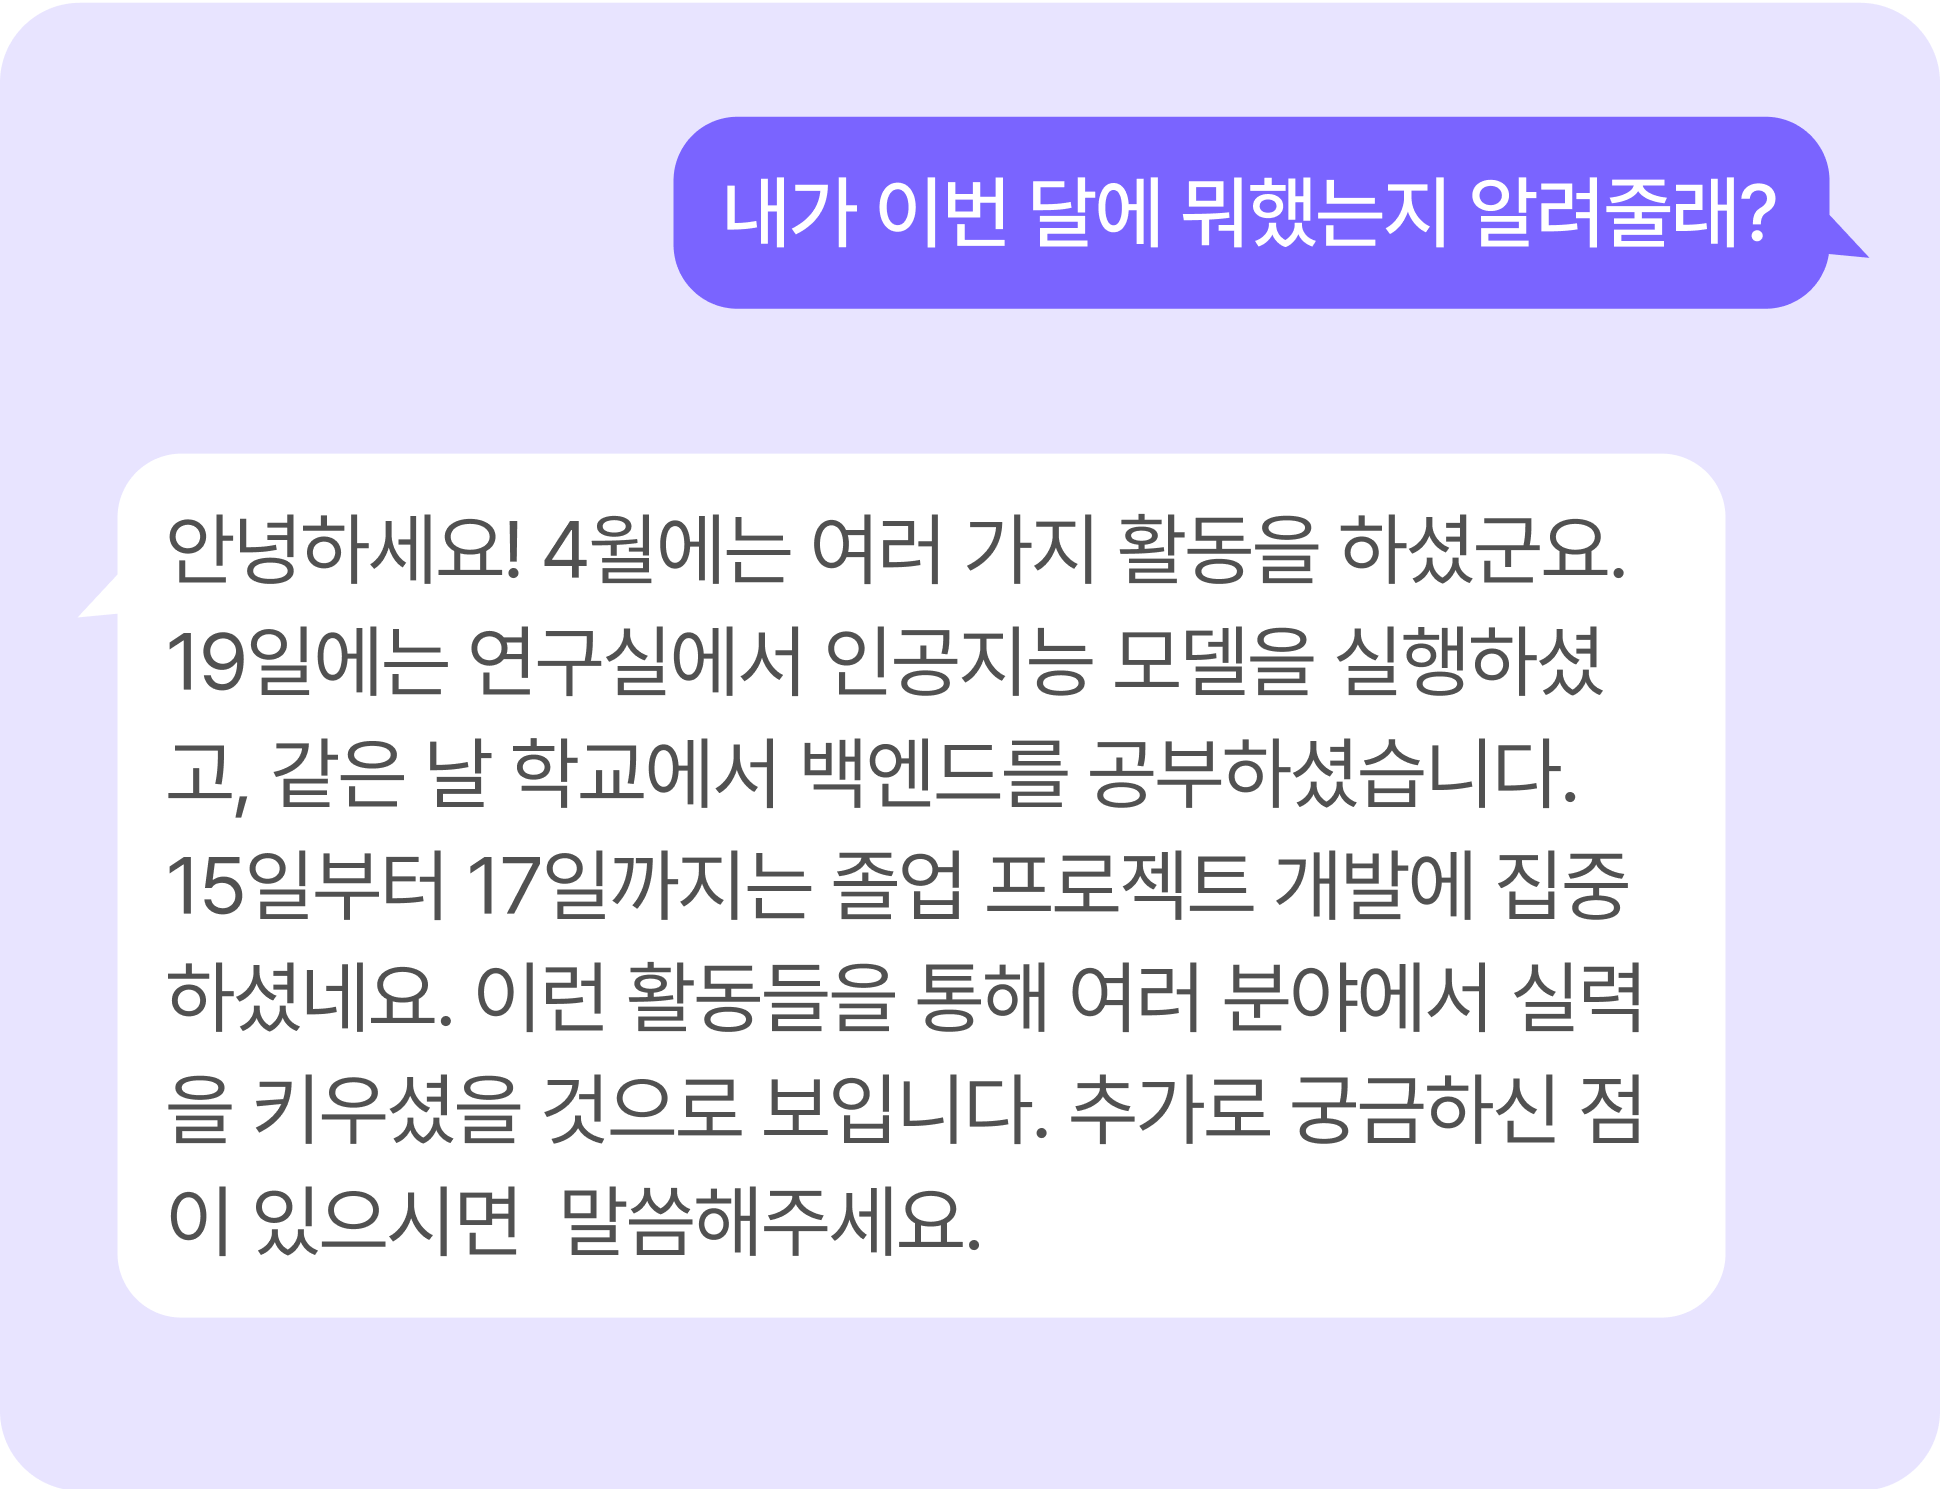 내가 이번 달에 뭐했는지 알려줄래?
안녕하세요! 4월에는 여러 가지 활동을 하셨군요.
19일에는 연구실에서 인공지능 모델을 실행하셨
고, 같은 날 학교에서 백엔드를 공부하셨습니다.
15일부터 17일까지는 졸업 프로젝트 개발에 집중
하셨네요. 이런 활동들을 통해 여러 분야에서 실력
을 키우셨을 것으로 보입니다. 추가로 궁금하신 점
이 있으시면  말씀해주세요.